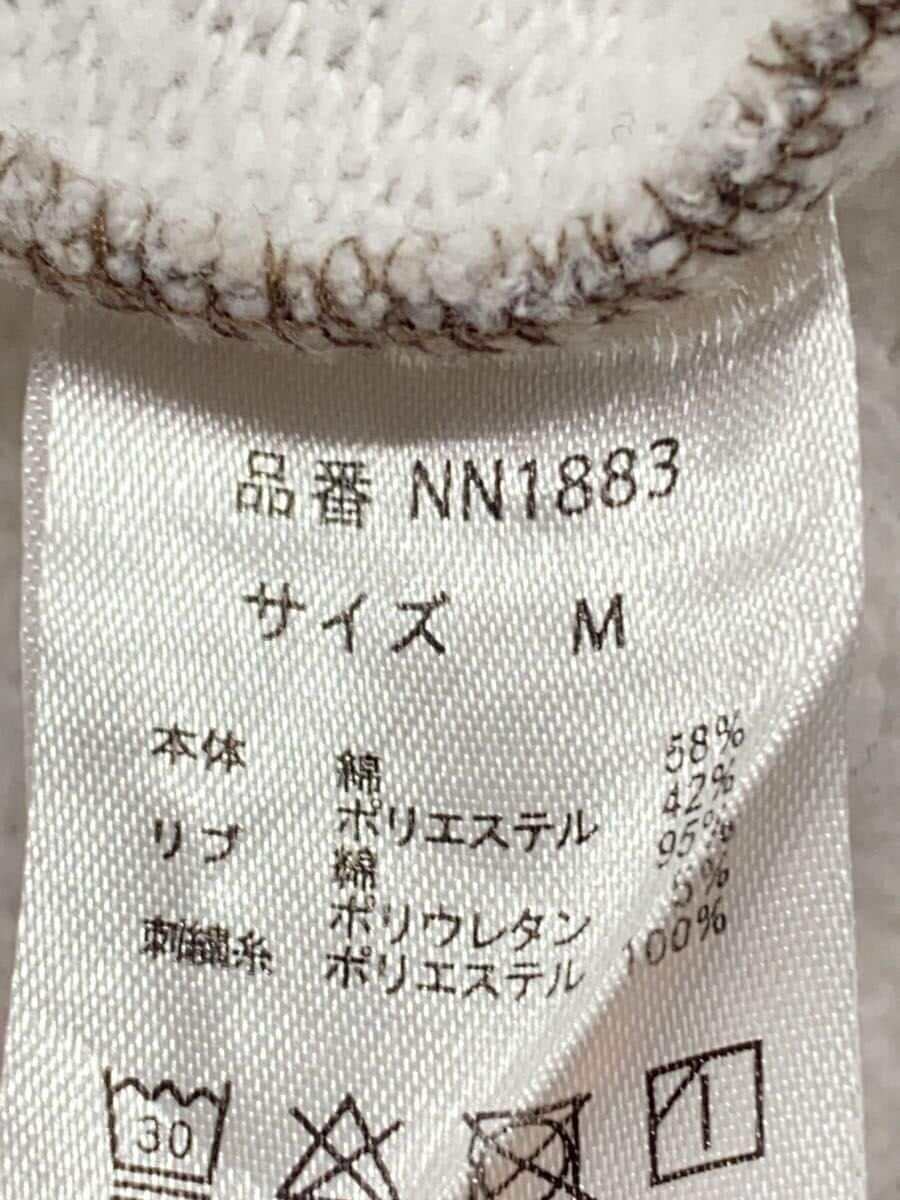 品番 NN1883
サイズ M
本体 綿 58%
ポリエステル 42%
リブ 綿 95%
ポリウレタン 5%
刺繍糸 ポリエステル 100%
30